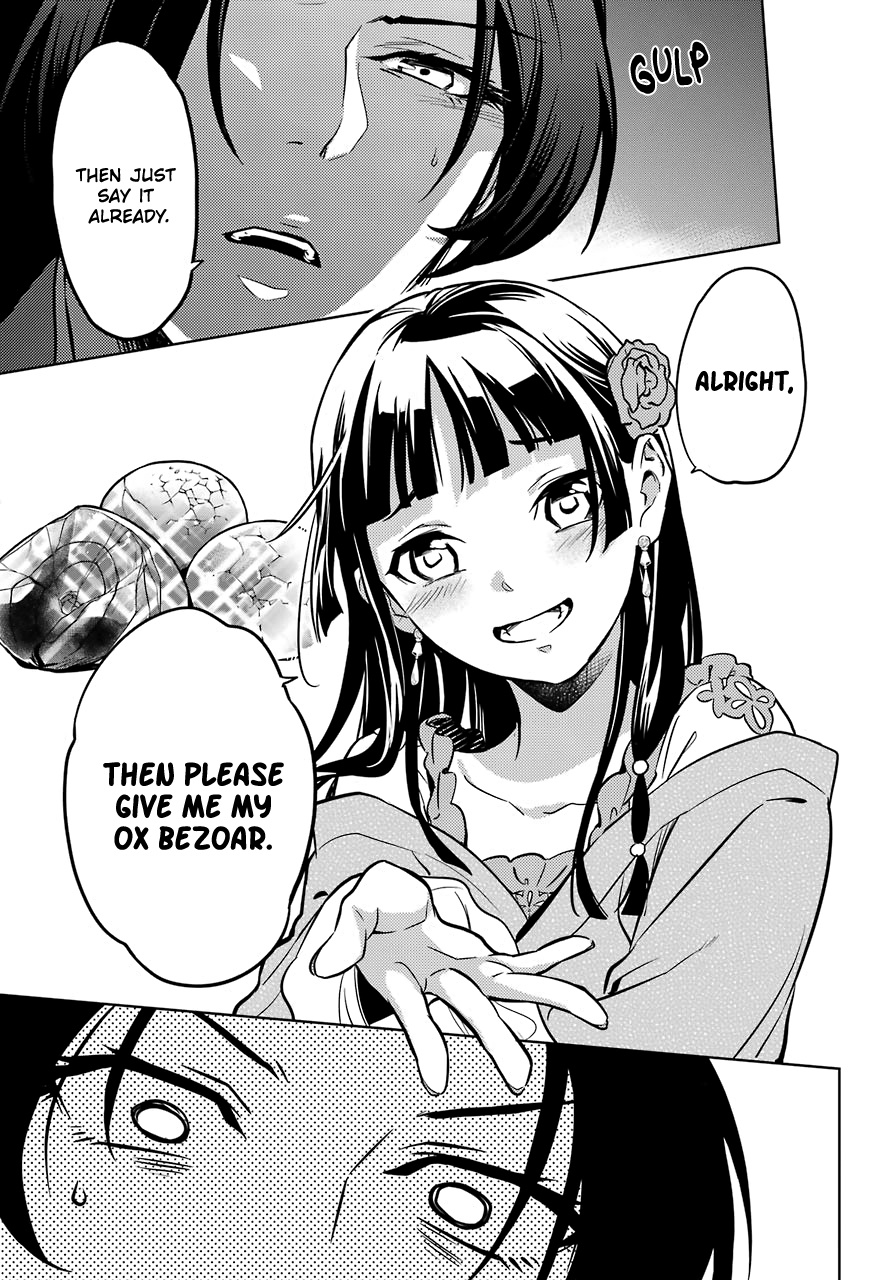 GULP
THEN JUST
SAY IT
ALREADY.
ALRIGHT,
THEN PLEASE
GIVE ME MY
OX BEZOAR.